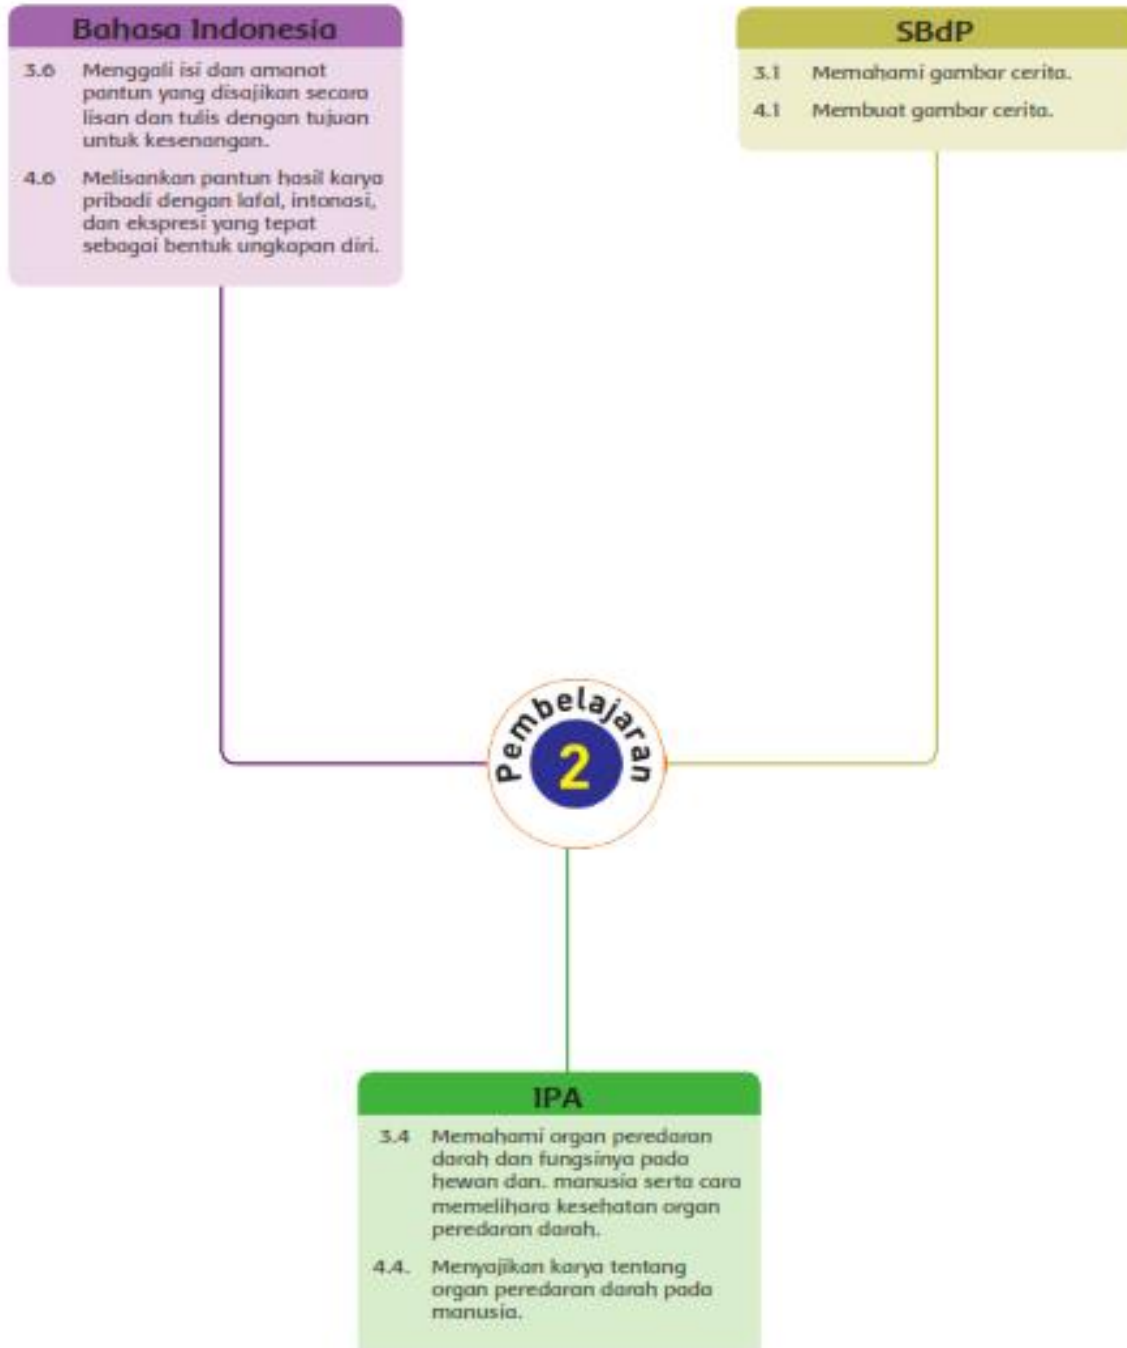 Bahasa Indonesia
3.6 Menggali isi dan amanat
pantun yang disajikan secara
lisan dan tulis dengan tujuan
untuk kesenangan.
4.6 Melisankan pantun hasil karya
pribadi dengan lafal, intonasi,
dan ekspresi yang tepat
sebagai bentuk ungkapan diri.
SBdP
3.1 Memahami gambar cerita.
4.1 Membuat gambar cerita.
Pembelajaran
2
IPA
3.4 Memahami organ peredaran
darah dan fungsinya pada
hewan dan. manusia serta cara
memelihara kesehatan organ
peredaran darah.
4.4. Menyajikan karya tentang
organ peredaran darah pada
manusia.